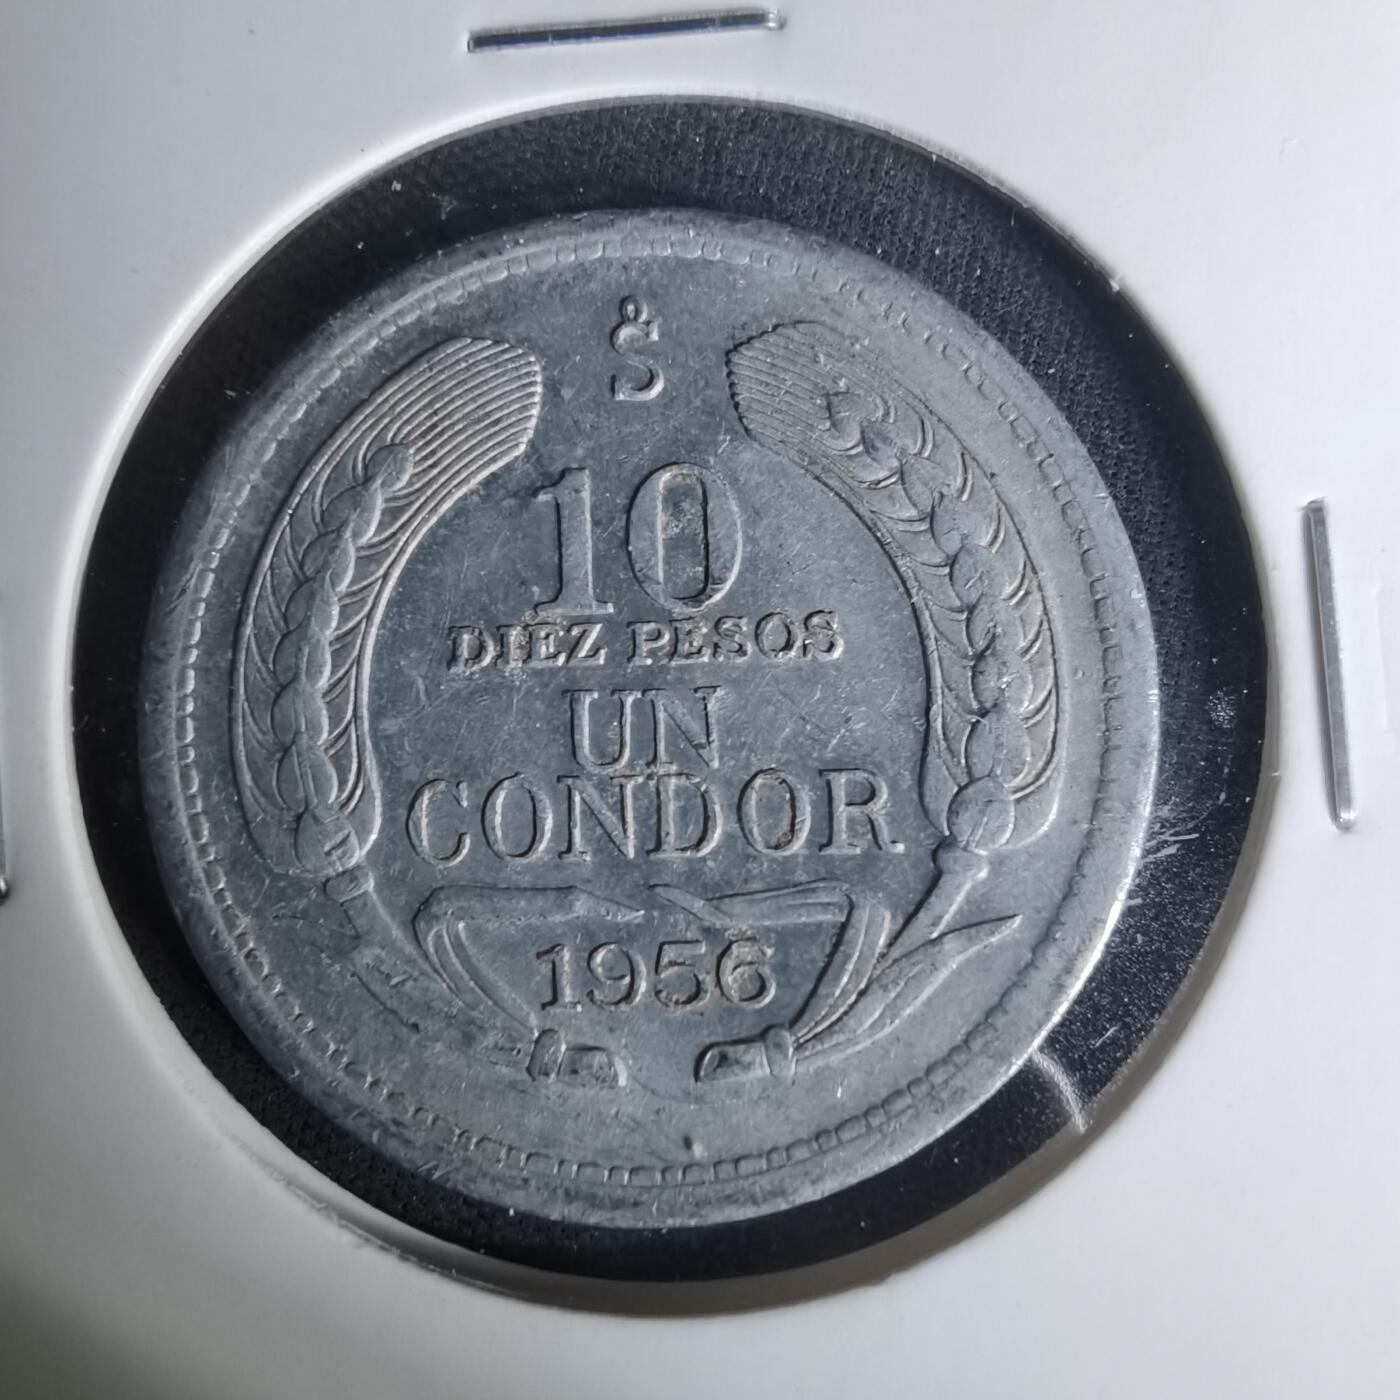 S°
10
DIEZ PESOS
UN
CONDOR
1956